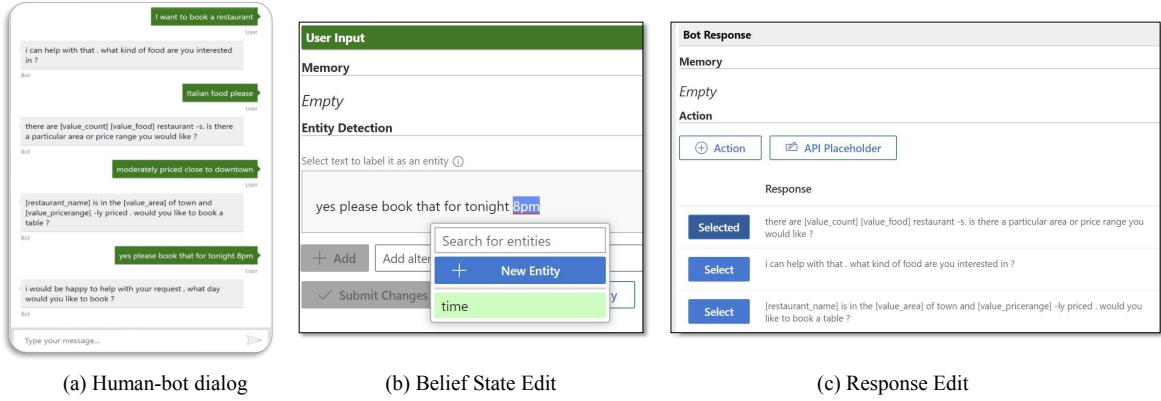 I want to book a restaurant
User
i can help with that . what kind of food are you interested
in ?
Bot
Italian food please
User
there are [value_count] [value_food] restaurant -s. is there
a particular area or price range you would like ?
Bot
moderately priced close to downtown
User
[restaurant_name] is in the [value_area] of town and
[value_pricerange] -ly priced . would you like to book a
table ?
Bot
yes please book that for tonight 8pm
User
i would be happy to help with your request , what day
would you like to book ?
Bot
Type your message...
(a) Human-bot dialog
User Input
Memory
Empty
Entity Detection
Select text to label it as an entity
yes please book that for tonight 8pm
Search for entities
+ Add
Add alter
+ New Entity
Submit Changes
y
time
(b) Belief State Edit
Bot Response
Memory
Empty
Action
Action
API Placeholder
Response
Selected
there are [value_count] [value_food] restaurant -s. is there a particular area or price range you
would like ?
Select
i can help with that . what kind of food are you interested in ?
Select
[restaurant_name] is in the [value_area] of town and [value_pricerange] -ly priced . would you
like to book a table ?
(c) Response Edit